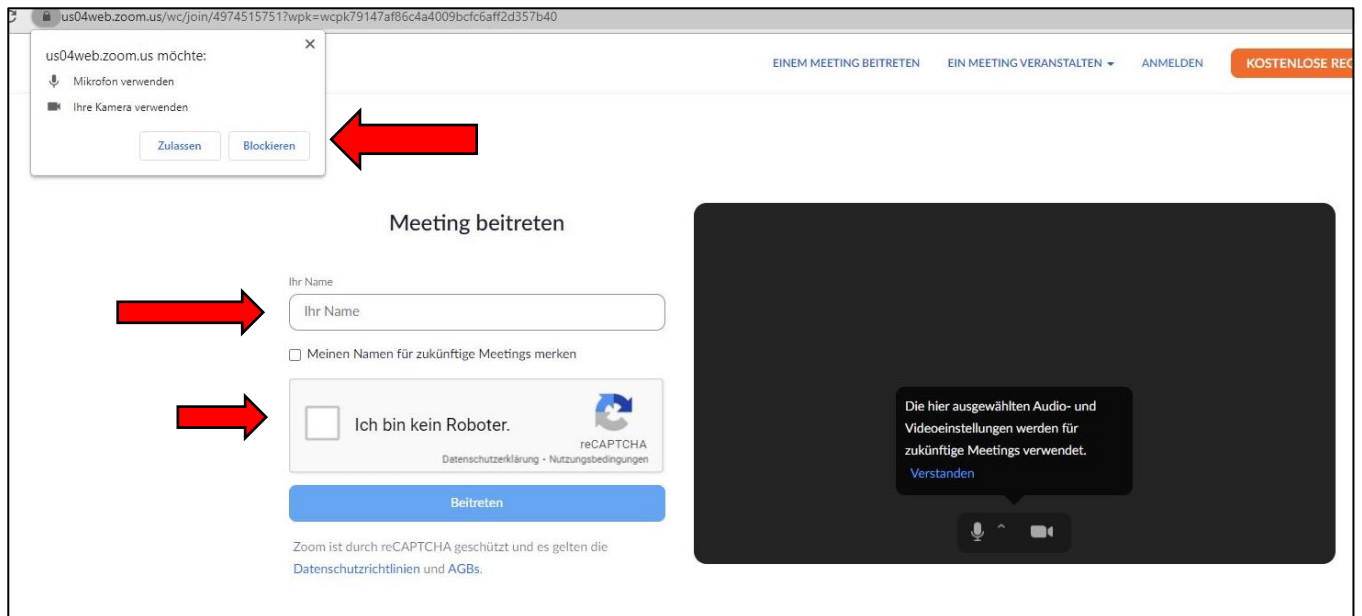 us04web.zoom.us/wc/join/4974515751?wpk=wcpk79147af86c4a4009bcfc6aff2d357b40
us04web.zoom.us möchte:
Mikrofon verwenden
Ihre Kamera verwenden
Zulassen Blockieren
EINEM MEETING BEITRETEN EIN MEETING VERANSTALTEN ANMELDEN KOSTENLOSE REG
Meeting beitreten
Ihr Name
Ihr Name
Meinen Namen für zukünftige Meetings merken
Ich bin kein Roboter.
reCAPTCHA
Datenschutzerklärung - Nutzungsbedingungen
Beitreten
Zoom ist durch reCAPTCHA geschützt und es gelten die
Datenschutzrichtlinien und AGBs.
Die hier ausgewählten Audio- und
Videoeinstellungen werden für
zukünftige Meetings verwendet.
Verstanden